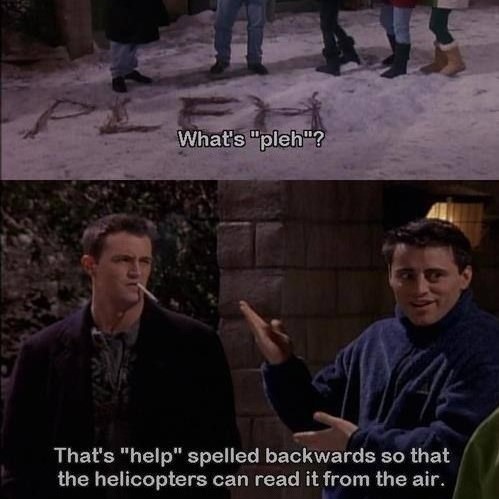 PLEH
What's "pleh"?
That's "help" spelled backwards so that
the helicopters can read it from the air.